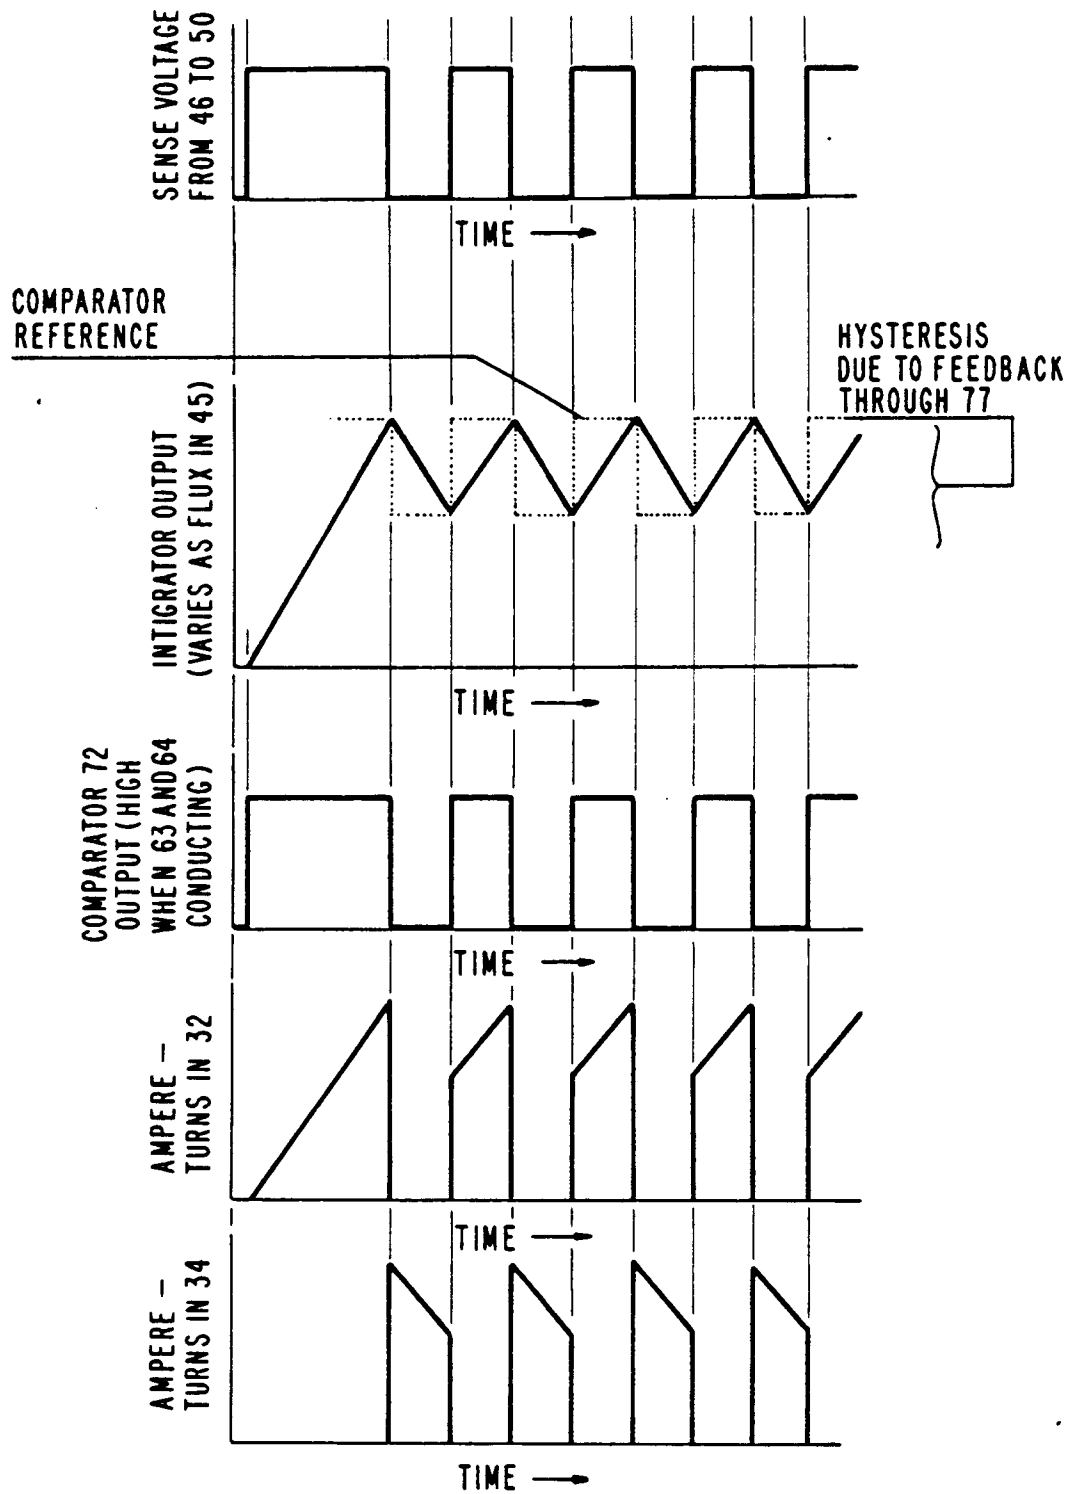 SENSE VOLTAGE
FROM 46 TO 50
TIME
COMPARATOR
REFERENCE
HYSTERESIS
DUE TO FEEDBACK
THROUGH 77
INTIGRATOR OUTPUT
(VARIES AS FLUX IN 45)
TIME
COMPARATOR 72
OUTPUT (HIGH
WHEN 63 AND 64
CONDUCTING)
TIME
AMPERE –
TURNS IN 32
TIME
AMPERE –
TURNS IN 34
TIME